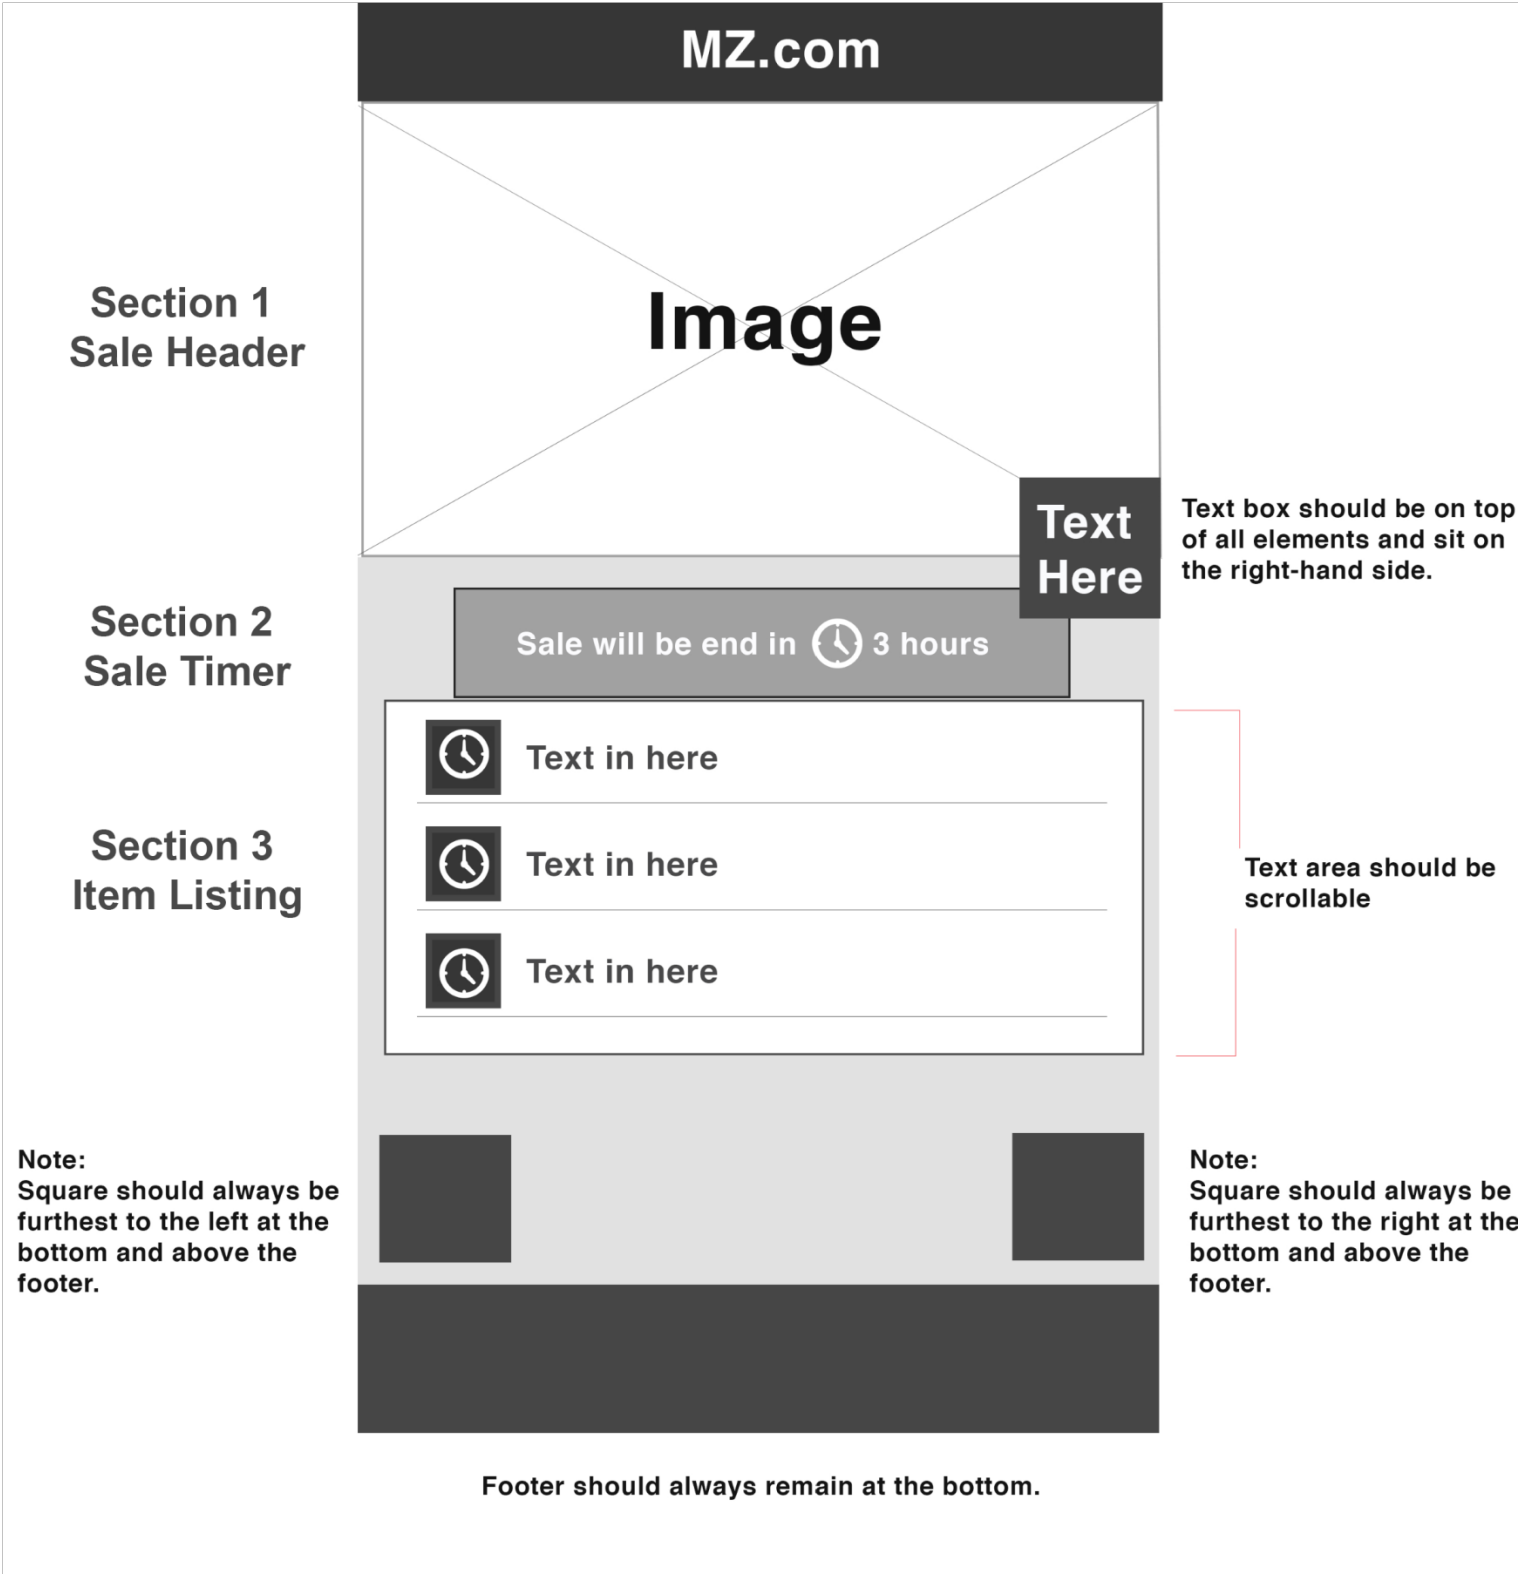 MZ.com
Image
Section 1
Sale Header
Text
Here
Text box should be on top
of all elements and sit on
the right-hand side.
Section 2
Sale Timer
Sale will be end in 3 hours
Text in here
Text in here
Text in here
Section 3
Item Listing
Text area should be
scrollable
Note:
Square should always be
furthest to the left at the
bottom and above the
footer.
Note:
Square should always be
furthest to the right at the
bottom and above the
footer.
Footer should always remain at the bottom.